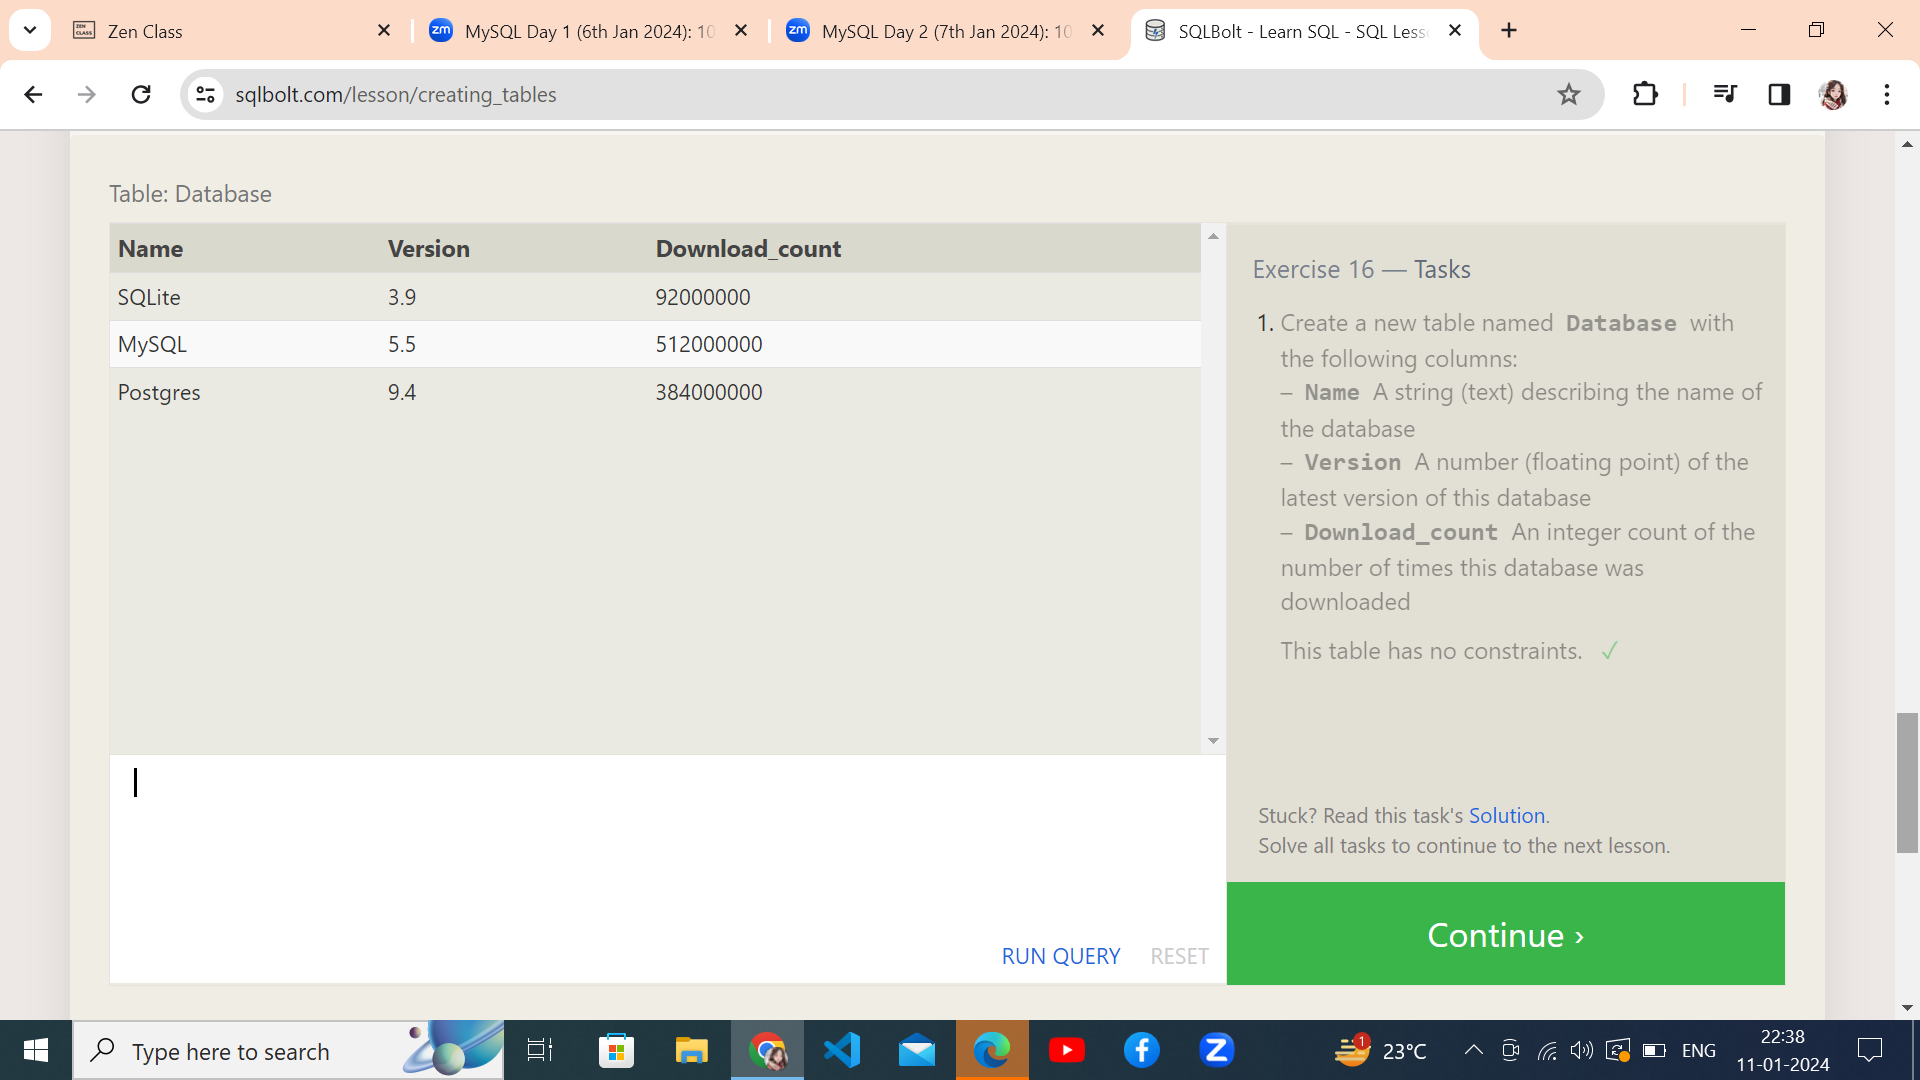 ZEN CLASS
Zen Class
zm
MySQL Day 1 (6th Jan 2024): 10
zm
MySQL Day 2 (7th Jan 2024): 10
SQLBolt - Learn SQL - SQL Less
sqlbolt.com/lesson/creating_tables
Table: Database
Name Version Download_count
SQLite 3.9 92000000
MySQL 5.5 512000000
Postgres 9.4 384000000
Exercise 16 — Tasks
1. Create a new table named Database with
the following columns:
– Name A string (text) describing the name of
the database
– Version A number (floating point) of the
latest version of this database
– Download_count An integer count of the
number of times this database was
downloaded
This table has no constraints. ✓
Stuck? Read this task's Solution.
Solve all tasks to continue to the next lesson.
RUN QUERY RESET
Continue ›
Type here to search
1
23°C
ENG
22:38
11-01-2024